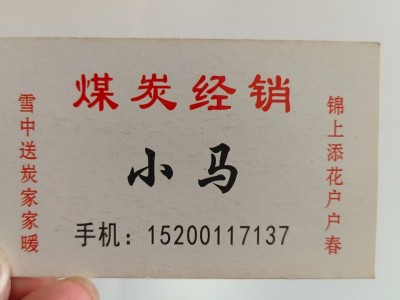 煤炭经销
雪中送炭家家暖
锦上添花户户春
小马
手机：15200117137